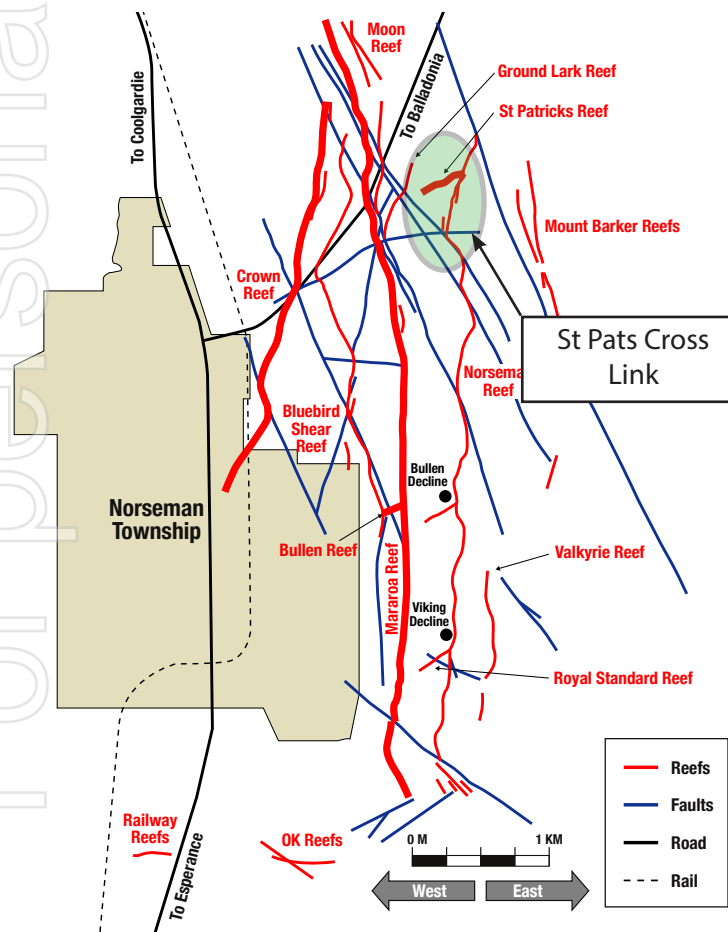 For personal
Moon
Reef
To Coolgardie
To Balladonia
Ground Lark Reef
St Patricks Reef
Mount Barker Reefs
Crown
Reef
St Pats Cross
Link
Norsema
Reef
Bluebird
Shear
Reef
Bullen
Decline
Norseman
Township
Bullen Reef
Mararoa Reef
Valkyrie Reef
Viking
Decline
Royal Standard Reef
Reefs
Faults
Road
Rail
Railway
Reefs
OK Reefs
To Esperance
0 M
1 KM
West
East